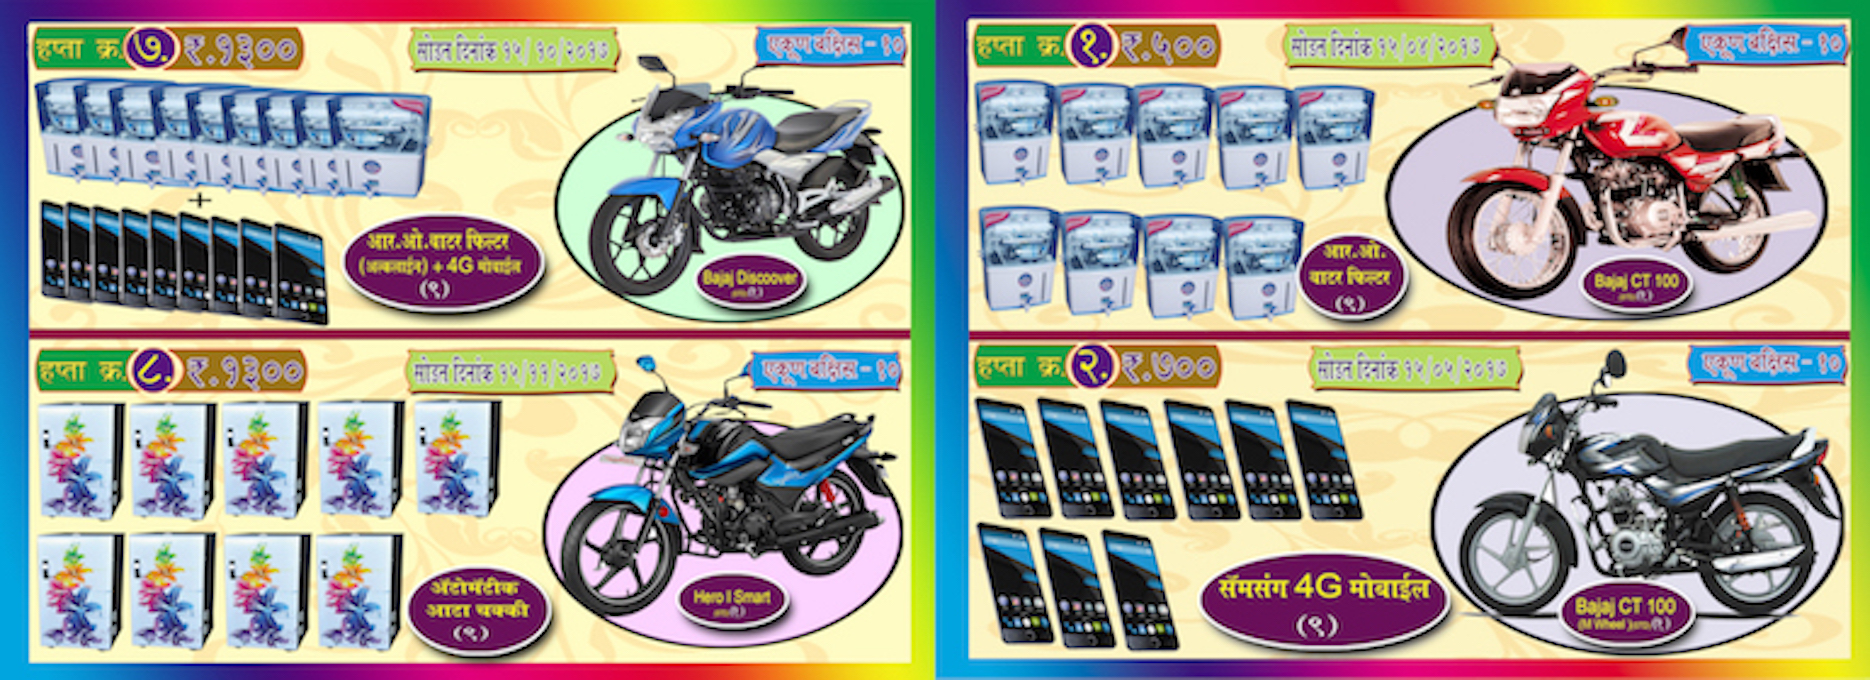 हप्ता क्र. ७. रु.१३००
सोडत दिनांक १५/१०/२०१७
एकूण बक्षिस - १०
+
आर.ओ.वाटर फिल्टर
(अल्कलाईन) + 4G मोबाईल
(९)
Bajaj Discoover
हप्ता क्र. ८. रु.१३००
सोडत दिनांक १५/११/२०१७
एकूण बक्षिस - १०
ॲटोमॅटीक
आटा चक्की
(९)
Hero I Smart
हप्ता क्र. १. रु.५००
सोडत दिनांक १५/०४/२०१७
एकूण बक्षिस - १०
आर.ओ.
वाटर फिल्टर
(९)
Bajaj CT 100
हप्ता क्र. २. रु.७००
सोडत दिनांक १५/०५/२०१७
एकूण बक्षिस - १०
सॅमसंग 4G मोबाईल
(९)
Bajaj CT 100
(M Wheel)